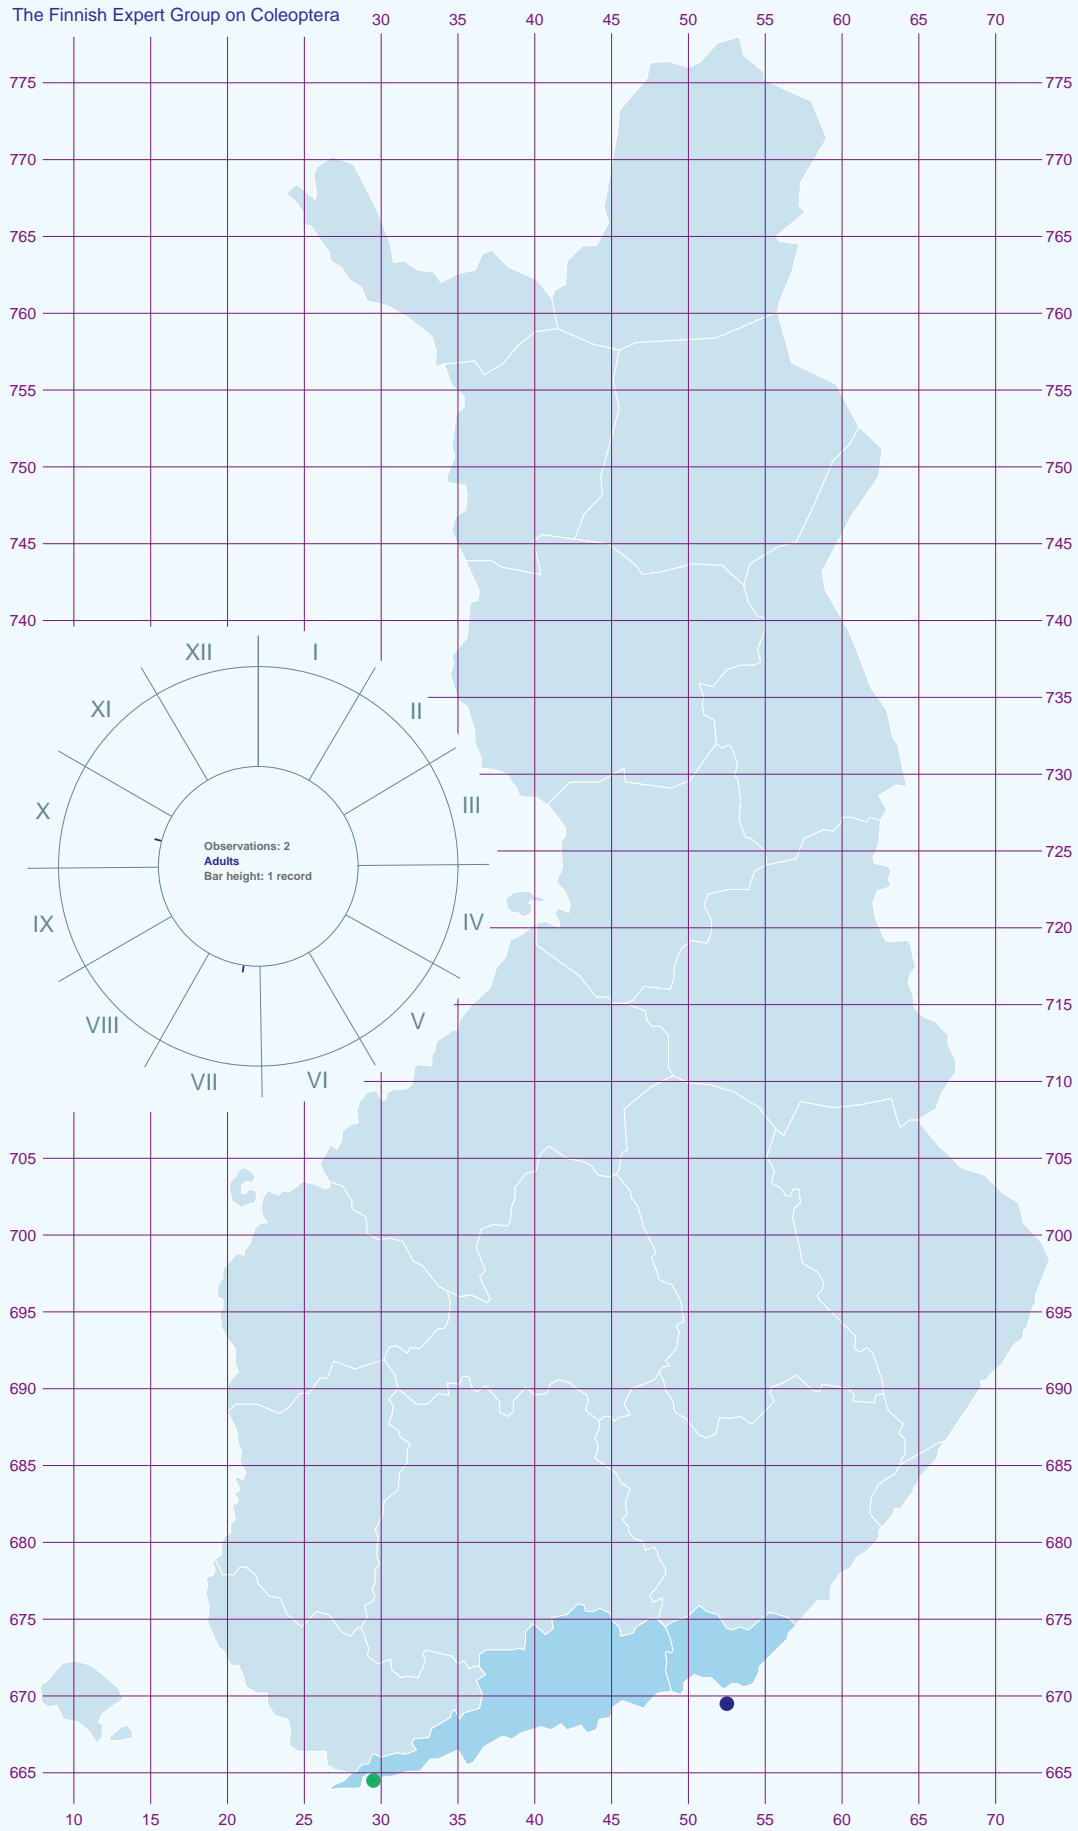 The Finnish Expert Group on Coleoptera
30 45 40 50 55 60 65 70
775 775
770 770
765 765
760 760
755 755
750 750
745 745
740 740
XII I
XI II
735
730
X III
Observations: 2
725
Adults
Bar height: 1 record
IX IV
720
715
VIII V
VII VI
710
705 705
700 700
695 695
690 690
685 685
680 680
675 675
670 670
665 665
10 15 20 25 30 35 40 45 50 55 60 65 70